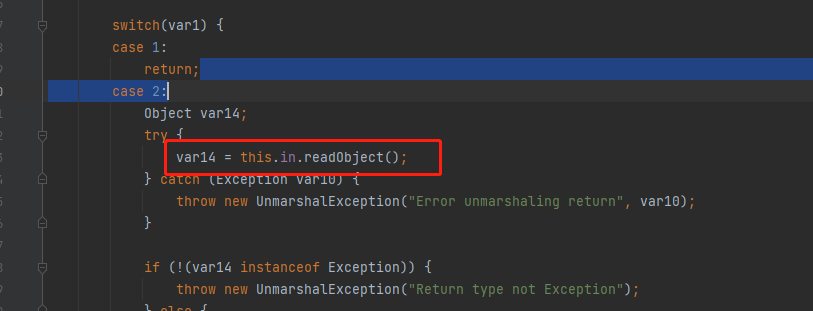 switch(var1) {
case 1:
return;
case 2:
Object var14;
try {
var14 = this.in.readObject();
} catch (Exception var10) {
throw new UnmarshalException("Error unmarshaling return", var10);
}
if (!(var14 instanceof Exception)) {
throw new UnmarshalException("Return type not Exception");
} else {